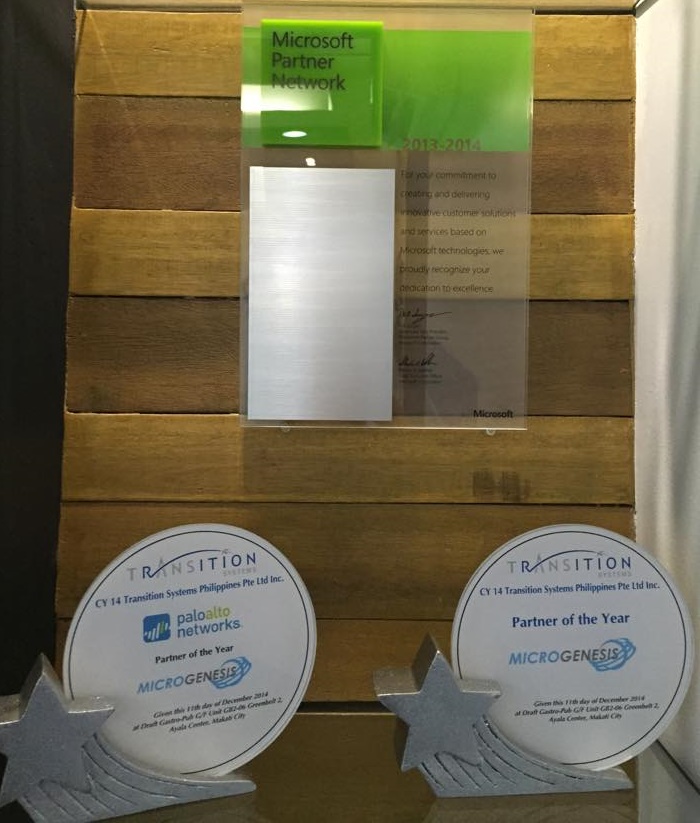 Microsoft
Partner
Network
2013-2014
For your commitment to
creating and delivering
innovative customer solutions
and services based on
Microsoft technologies, we
proudly recognize your
dedication to excellence.
Microsoft
TRANSITION
SYSTEMS
CY 14 Transition Systems Philippines Pte Ltd Inc.
paloalto
networks
Partner of the Year
MICROGENESIS
Given this 11th day of December 2014
at Draft Gastro-Pub G/F Unit GB2-06 Greenbelt 2,
Ayala Center, Makati City
TRANSITION
SYSTEMS
CY 14 Transition Systems Philippines Pte Ltd Inc.
Partner of the Year
MICROGENESIS
Given this 11th day of December 2014
at Draft Gastro-Pub G/F Unit GB2-06 Greenbelt 2,
Ayala Center, Makati City